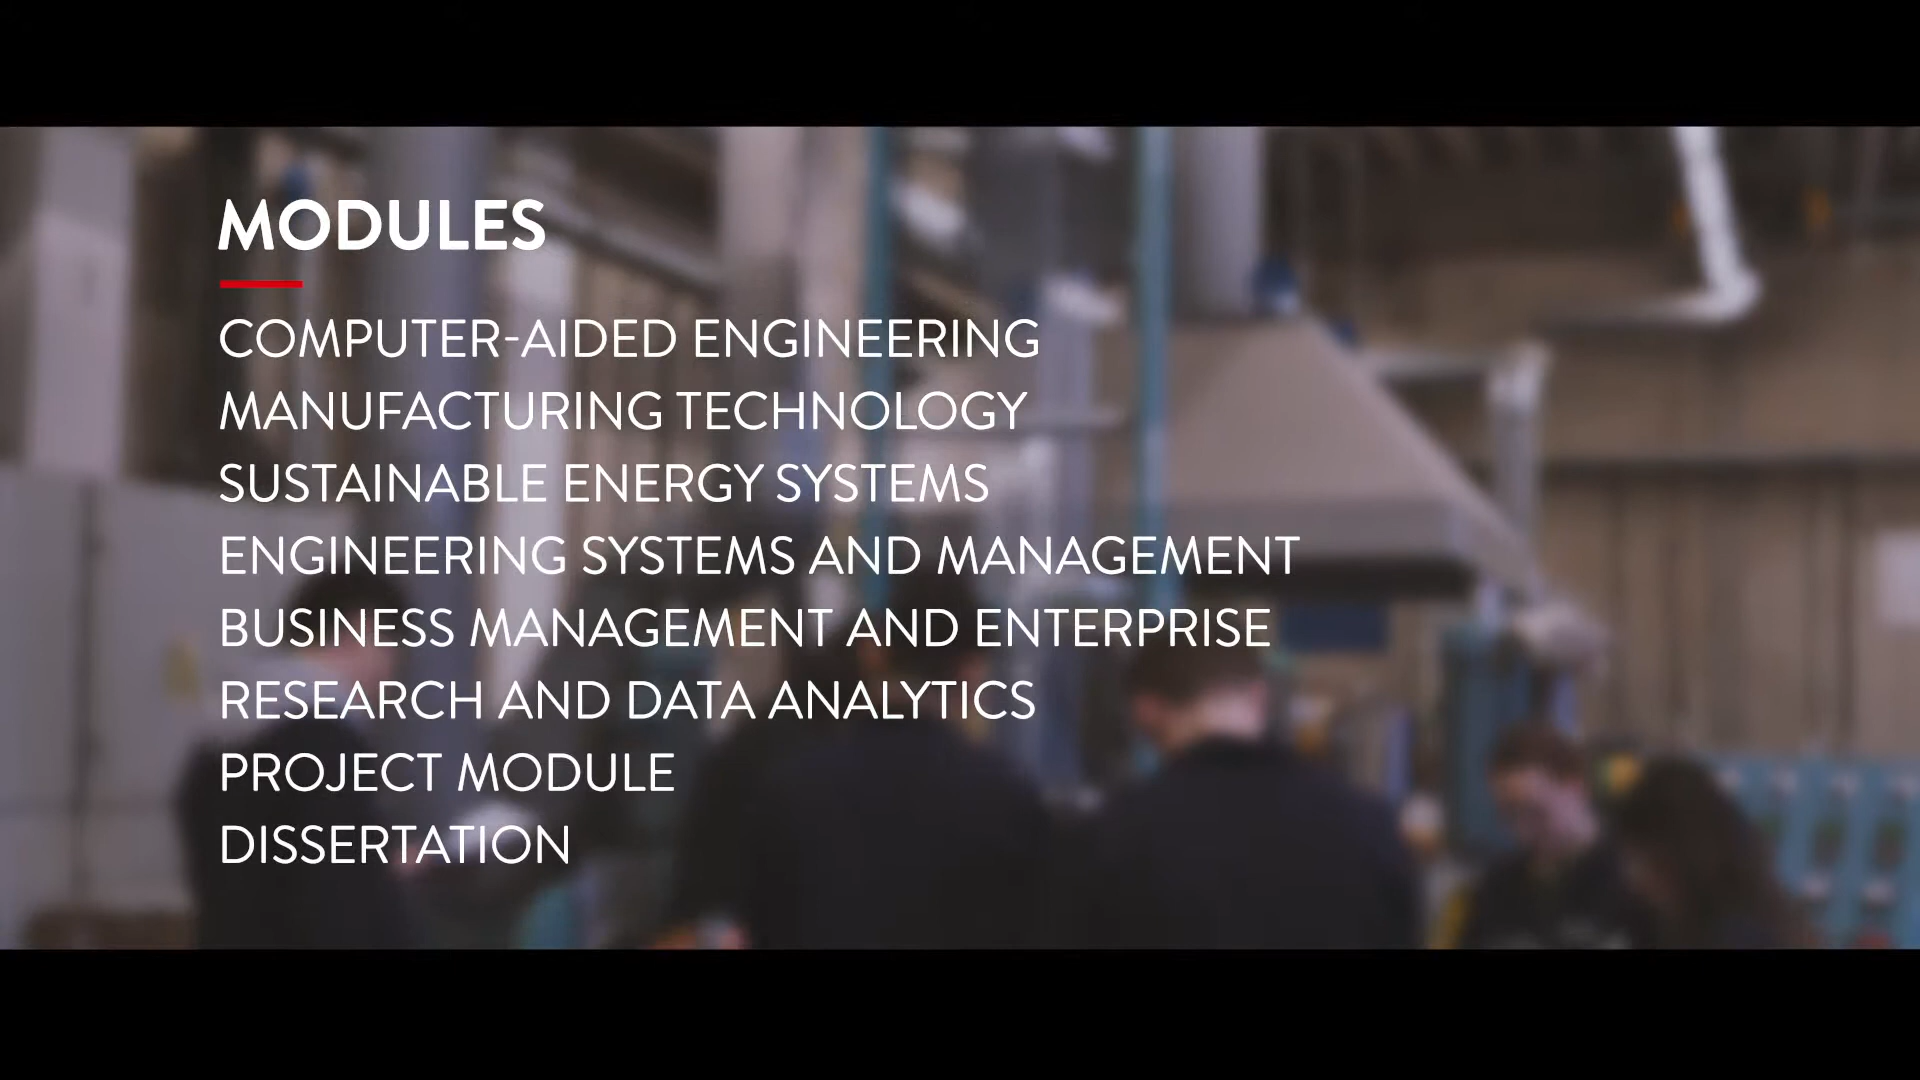 MODULES
COMPUTER-AIDED ENGINEERING
MANUFACTURING TECHNOLOGY
SUSTAINABLE ENERGY SYSTEMS
ENGINEERING SYSTEMS AND MANAGEMENT
BUSINESS MANAGEMENT AND ENTERPRISE
RESEARCH AND DATA ANALYTICS
PROJECT MODULE
DISSERTATION